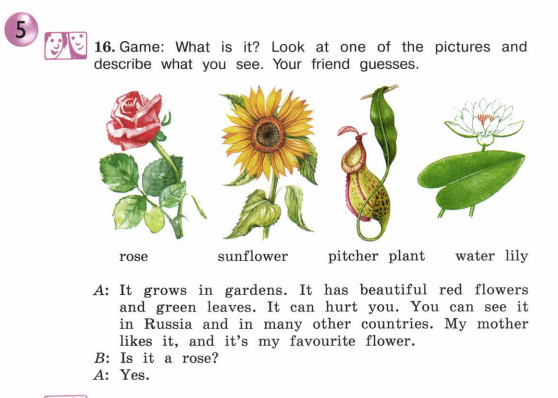 5
16. Game: What is it? Look at one of the pictures and
describe what you see. Your friend guesses.
rose sunflower pitcher plant water lily
A: It grows in gardens. It has beautiful red flowers
and green leaves. It can hurt you. You can see it
in Russia and in many other countries. My mother
likes it, and it's my favourite flower.
B: Is it a rose?
A: Yes.